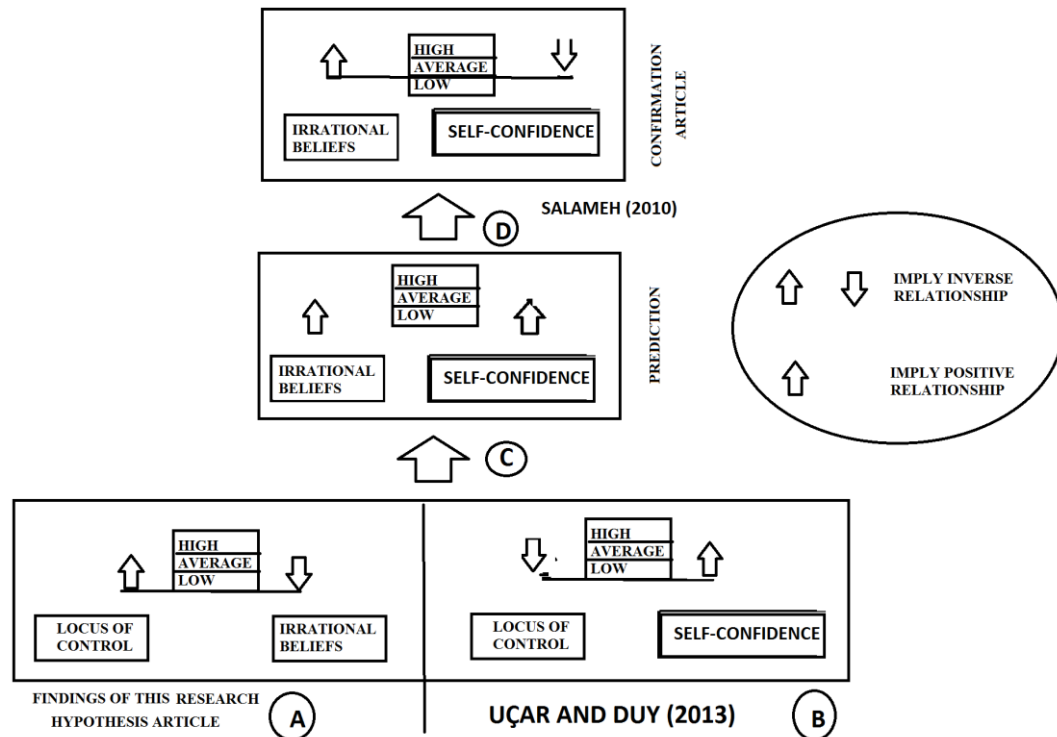 HIGH
AVERAGE
LOW
IRRATIONAL
BELIEFS
SELF-CONFIDENCE
CONFIRMATION
ARTICLE
SALAMEH (2010)
D
HIGH
AVERAGE
LOW
IRRATIONAL
BELIEFS
SELF-CONFIDENCE
PREDICTION
IMPLY INVERSE
RELATIONSHIP
IMPLY POSITIVE
RELATIONSHIP
C
HIGH
AVERAGE
LOW
LOCUS OF
CONTROL
IRRATIONAL
BELIEFS
HIGH
AVERAGE
LOW
LOCUS OF
CONTROL
SELF-CONFIDENCE
FINDINGS OF THIS RESEARCH
HYPOTHESIS ARTICLE
A
UÇAR AND DUY (2013)
B